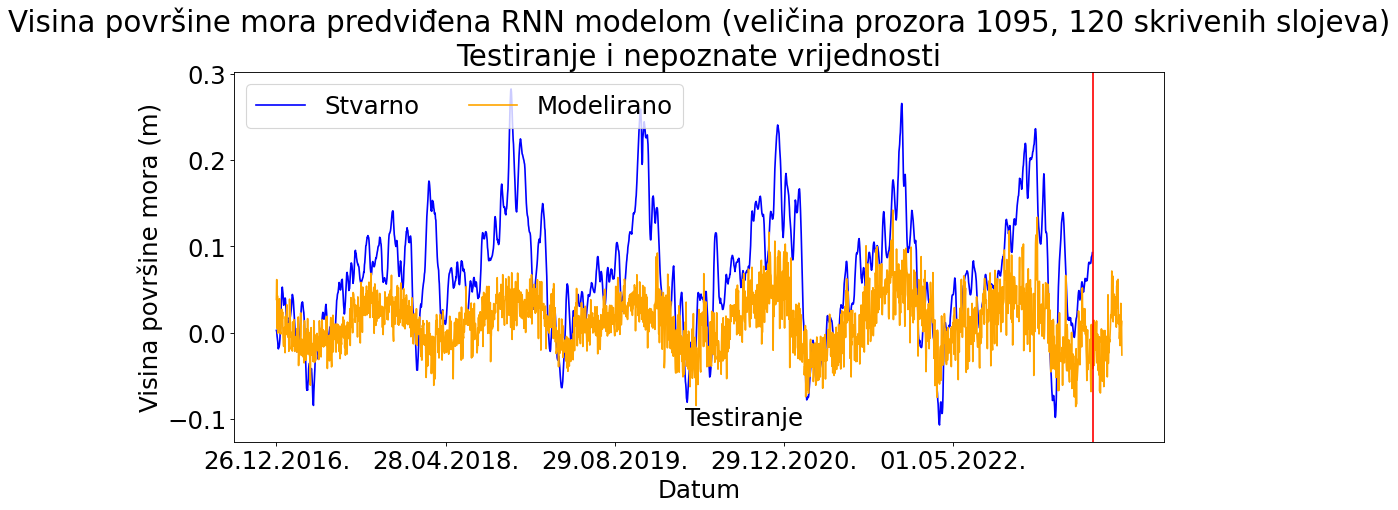 Visina površine mora predviđena RNN modelom (veličina prozora 1095, 120 skrivenih slojeva)
Testiranje i nepoznate vrijednosti
Stvarno Modelirano
Visina površine mora (m)
0.3
0.2
0.1
0.0
−0.1
Testiranje
26.12.2016. 28.04.2018. 29.08.2019. 29.12.2020. 01.05.2022.
Datum